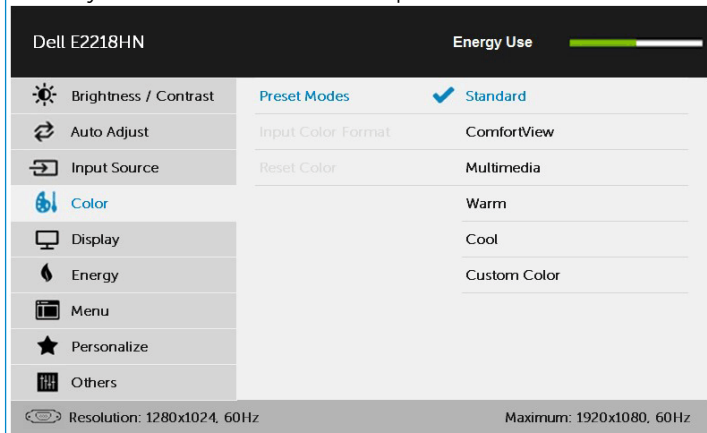 Dell E2218HN Energy Use
Brightness / Contrast Preset Modes Standard
Auto Adjust Input Color Format ComfortView
Input Source Reset Color Multimedia
Color Warm
Display Cool
Energy Custom Color
Menu
Personalize
Others
Resolution: 1280x1024, 60Hz Maximum: 1920x1080, 60Hz